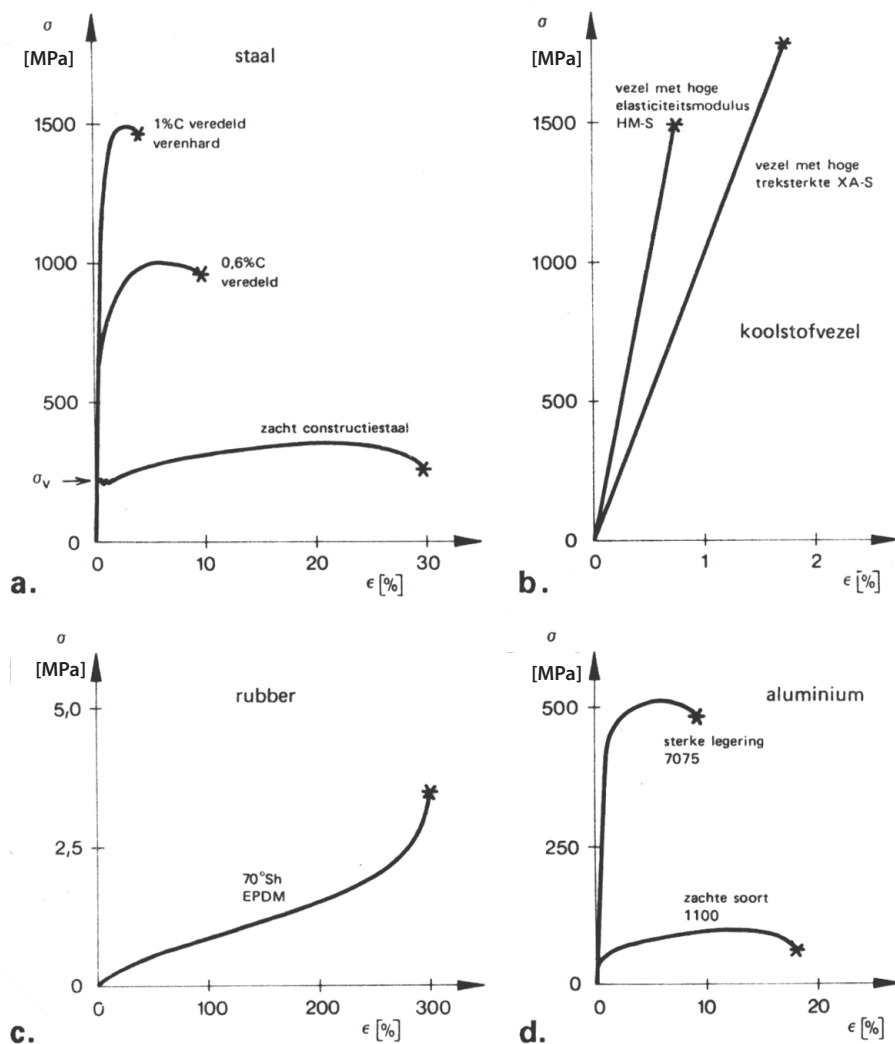 σ
[MPa]
staal
1500
1%C veredeld
verenhard
1000
0,6%C
veredeld
500
zacht constructiestaal
σv
0
0
10
20
30
ϵ [%]
a.
σ
[MPa]
vezel met hoge
elasticiteitsmodulus
HM-S
1500
vezel met hoge
treksterkte XA-S
1000
koolstofvezel
500
0
0
1
2
ϵ [%]
b.
σ
[MPa]
rubber
5,0
2,5
70°Sh
EPDM
0
0
100
200
300
ϵ [%]
c.
σ
[MPa]
aluminium
500
sterke legering
7075
250
zachte soort
1100
0
0
10
20
ϵ [%]
d.